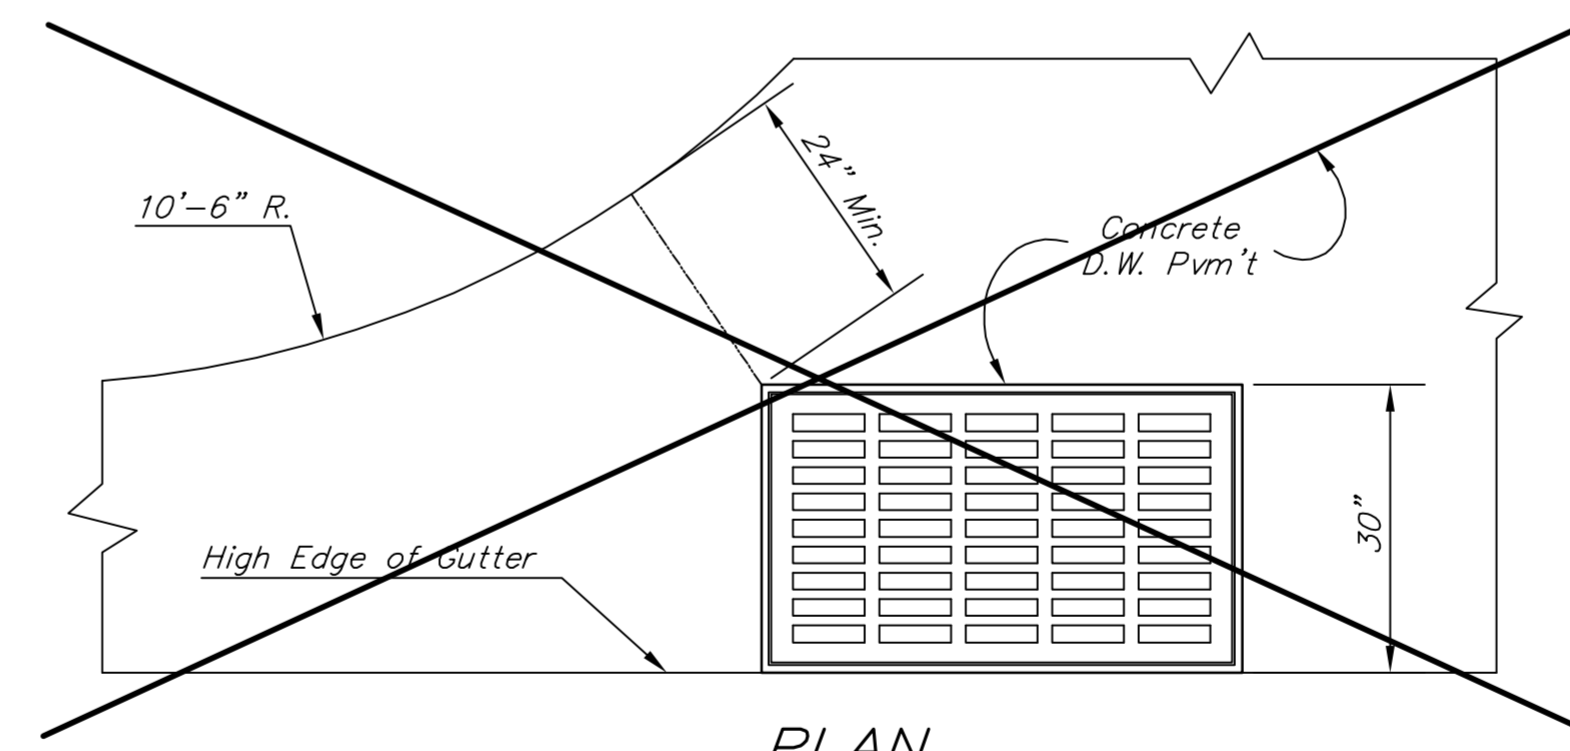 10'-6" R.
24" Min.
Concrete
D.W. Pvm't
High Edge of Gutter
30"
PLAN